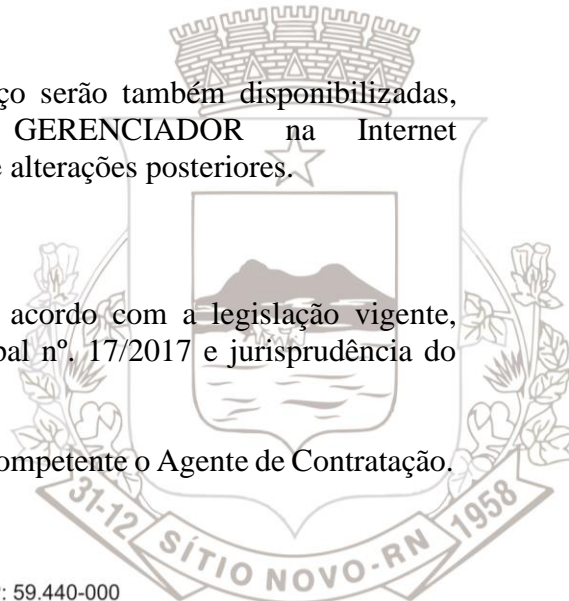 ço serão também disponibilizadas,
GERENCIADOR na Internet
e alterações posteriores.
acordo com a legislação vigente,
pal nº. 17/2017 e jurisprudência do
ompetente o Agente de Contratação.
31-12 SÍTIO NOVO-RN 1958
: 59.440-000